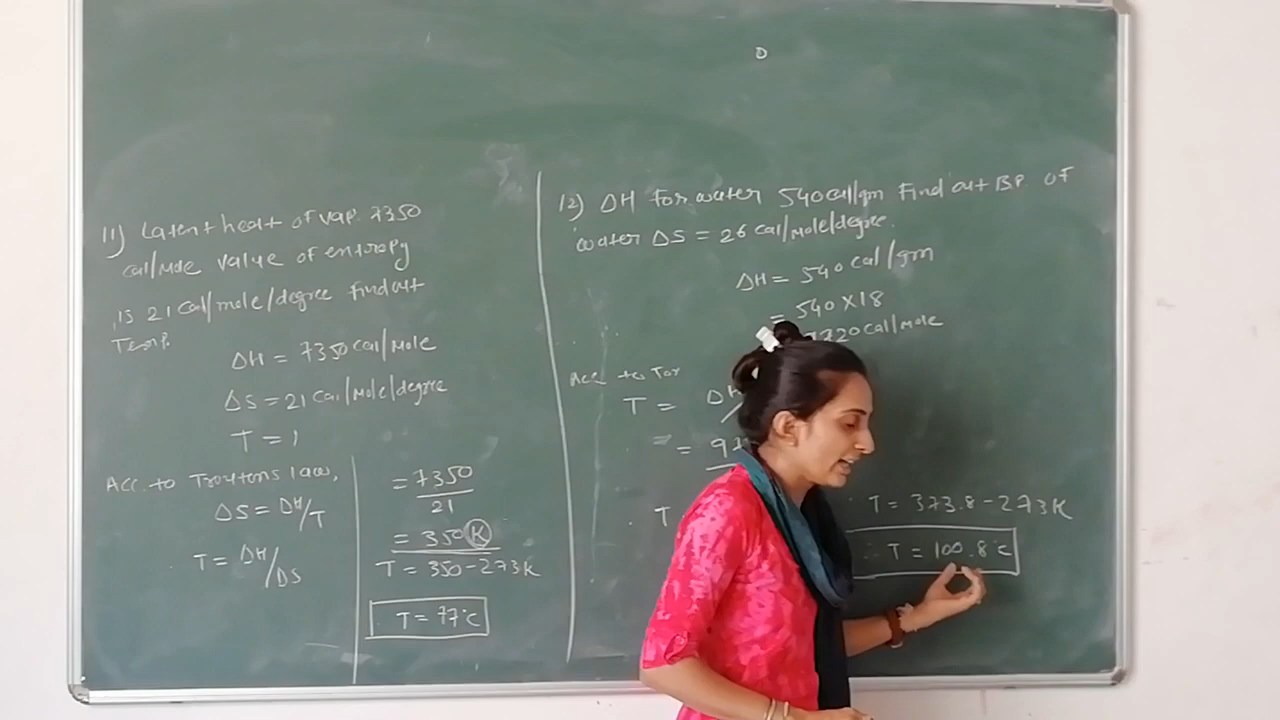 11) Latent heat of vap. 7350
cal/mole value of entropy
is 21 cal/mole/degree Find out
Temp.
ΔH = 7350 cal/mole
ΔS = 21 cal/mole/degree
T =
Acc. to Troutons law,
ΔS = ΔH/T
T = ΔH/ΔS
= 7350
21
= 350 K
T = 350 - 273 K
T = 77°C
12) ΔH for water 540 cal/gm Find out B.P. of
water ΔS = 26 cal/mole/degree.
ΔH = 540 cal/gm
= 540 × 18
720 cal/mole
Acc. to
T = ΔH
= 9
T
T = 373.8 - 273 K
∴ T = 100.8°C